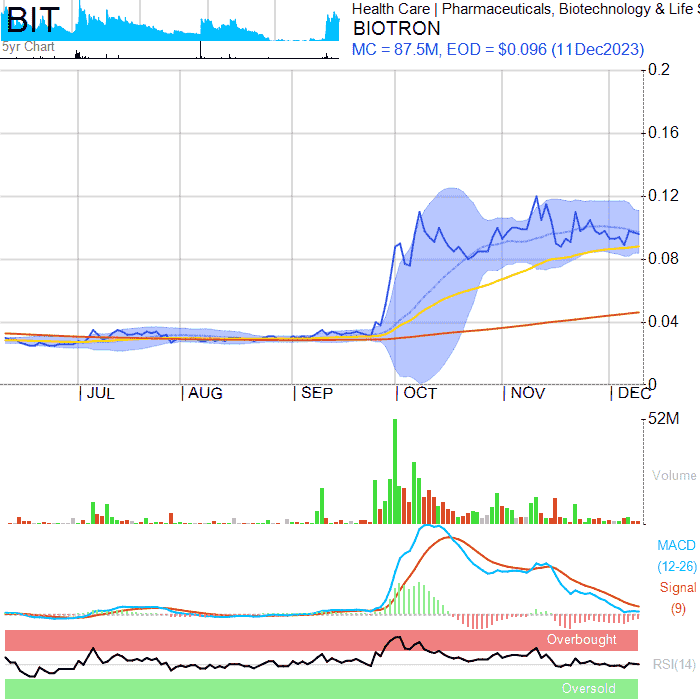 BIT
5yr Chart
Health Care | Pharmaceuticals, Biotechnology & Life S
BIOTRON
MC = 87.5M, EOD = $0.096 (11Dec2023)
0.2
0.16
0.12
0.08
0.04
0
JUL AUG SEP OCT NOV DEC
52M
Volume
MACD
(12-26)
Signal
(9)
Overbought
RSI(14)
Oversold